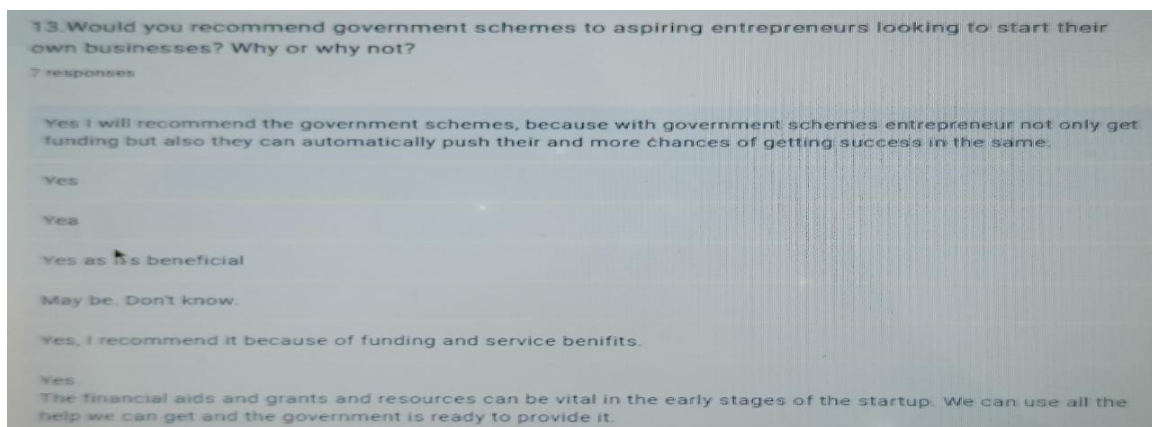 13.Would you recommend government schemes to aspiring entrepreneurs looking to start their
own businesses? Why or why not?
7 responses
Yes I will recommend the government schemes, because with government schemes entrepreneur not only get
funding but also they can automatically push their and more chances of getting success in the same.
Yes
Yea
Yes as its beneficial
May be. Don't know.
Yes, I recommend it because of funding and service benifits.
Yes.
The financial aids and grants and resources can be vital in the early stages of the startup. We can use all the
help we can get and the government is ready to provide it.